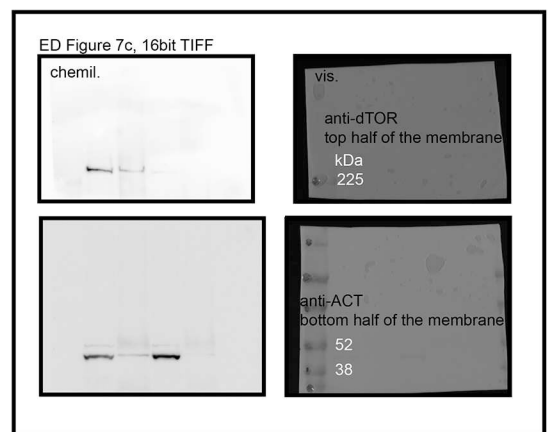 ED Figure 7c, 16bit TIFF
chemil.
vis.
anti-dTOR
top half of the membrane
kDa
225
anti-ACT
bottom half of the membrane
52
38